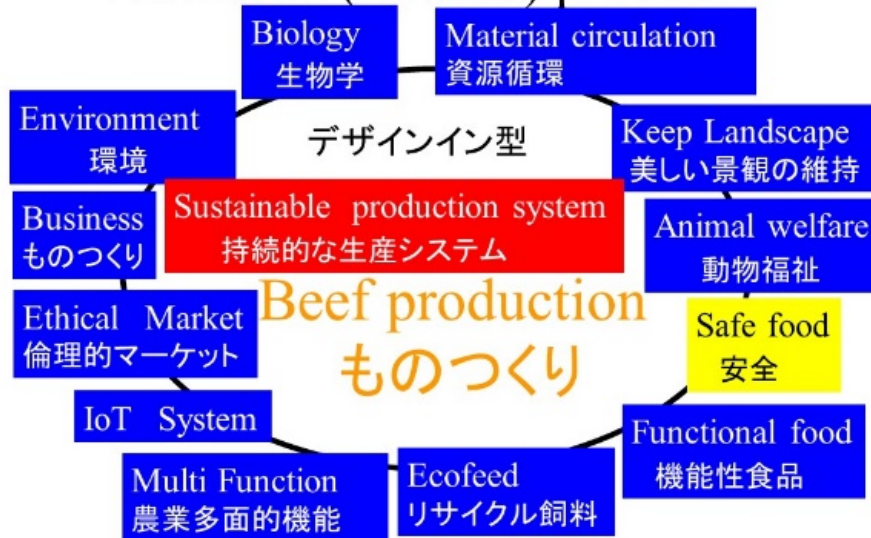 Biology
生物学
Material circulation
資源循環
Environment
環境
デザインイン型
Keep Landscape
美しい景観の維持
Sustainable production system
持続的な生産システム
Business
ものつくり
Animal welfare
動物福祉
Beef production
ものつくり
Ethical Market
倫理的マーケット
Safe food
安全
IoT System
Functional food
機能性食品
Multi Function
農業多面的機能
Ecofeed
リサイクル飼料